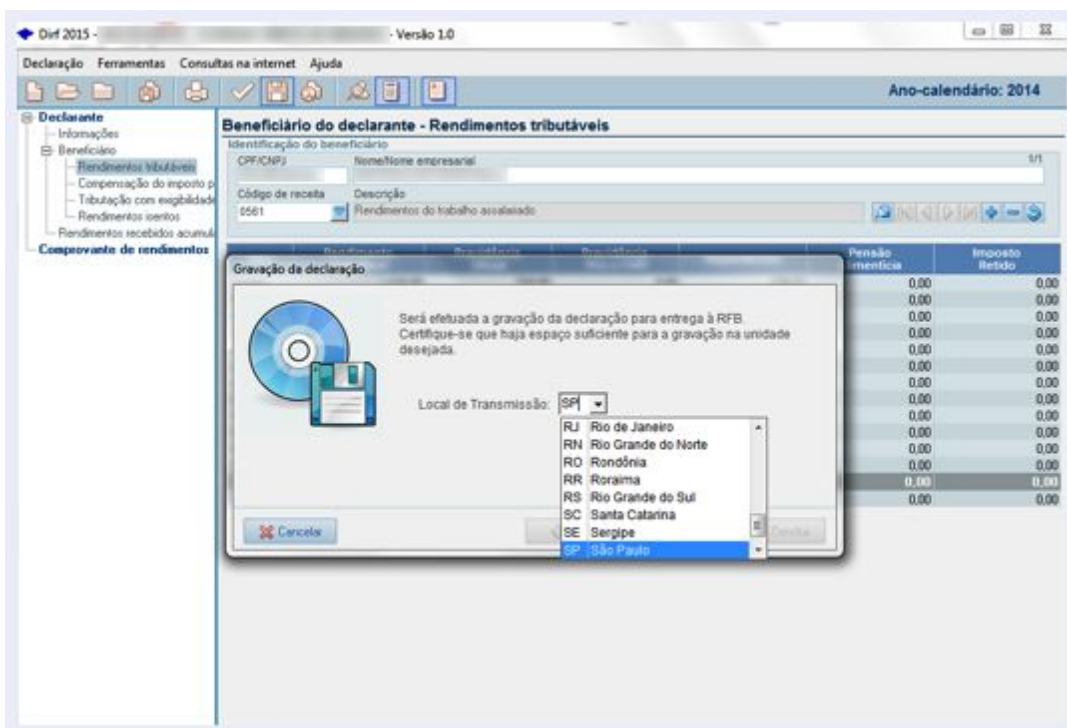 Dirf 2015 - - Versão 1.0
Declaração Ferramentas Consultas na internet Ajuda
Ano-calendário: 2014
Declarante
Informações
Beneficiário
Rendimentos tributáveis
Compensação do imposto p
Tributação com exigibilidade
Rendimentos isentos
Rendimentos recebidos acumul
Comprovante de rendimentos
Beneficiário do declarante - Rendimentos tributáveis
Identificação do beneficiário
CPF/CNPJ Nome/Nome empresarial 1/1
Código de receita Descrição
0561 Rendimentos do trabalho assalariado
Rendimento Previdência Previdência Pensão Imposto
imentícia Retido
0,00 0,00
0,00 0,00
0,00 0,00
0,00 0,00
0,00 0,00
0,00 0,00
0,00 0,00
0,00 0,00
0,00 0,00
0,00 0,00
0,00 0,00
0,00 0,00
0,00 0,00
0,00 0,00
Gravação da declaração
Será efetuada a gravação da declaração para entrega à RFB.
Certifique-se que haja espaço suficiente para a gravação na unidade
desejada.
Local de Transmissão: SP
RJ Rio de Janeiro
RN Rio Grande do Norte
RO Rondônia
RR Roraima
RS Rio Grande do Sul
SC Santa Catarina
SE Sergipe
SP São Paulo
Cancelar